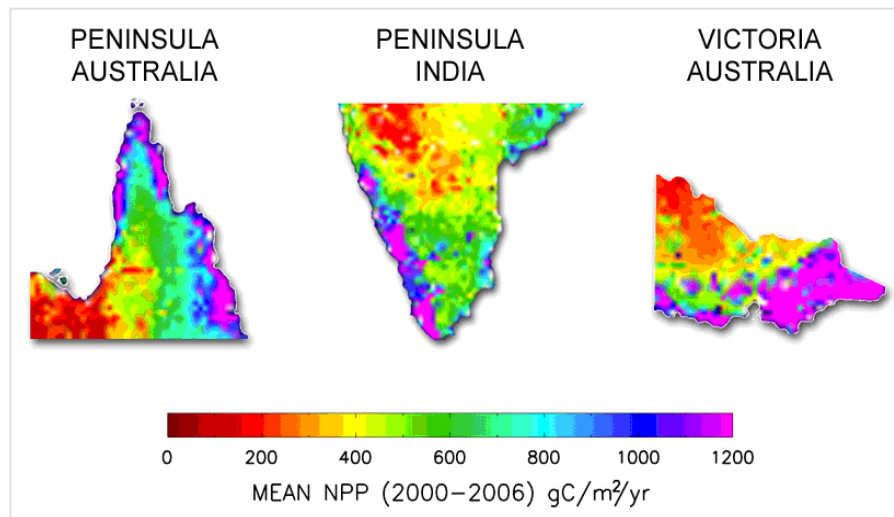 PENINSULA
AUSTRALIA
PENINSULA
INDIA
VICTORIA
AUSTRALIA
0 200 400 600 800 1000 1200
MEAN NPP (2000-2006) gC/m²/yr